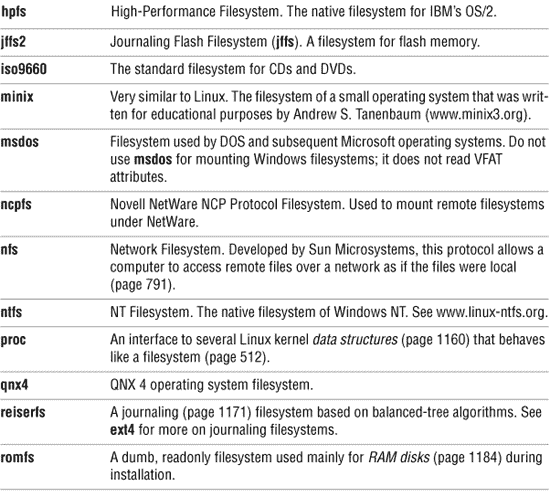 hpfs High-Performance Filesystem. The native filesystem for IBM's OS/2.
jffs2 Journaling Flash Filesystem (jffs). A filesystem for flash memory.
iso9660 The standard filesystem for CDs and DVDs.
minix Very similar to Linux. The filesystem of a small operating system that was writ-
ten for educational purposes by Andrew S. Tanenbaum (www.minix3.org).
msdos Filesystem used by DOS and subsequent Microsoft operating systems. Do not
use msdos for mounting Windows filesystems; it does not read VFAT
attributes.
ncpfs Novell NetWare NCP Protocol Filesystem. Used to mount remote filesystems
under NetWare.
nfs Network Filesystem. Developed by Sun Microsystems, this protocol allows a
computer to access remote files over a network as if the files were local
(page 791).
ntfs NT Filesystem. The native filesystem of Windows NT. See www.linux-ntfs.org.
proc An interface to several Linux kernel data structures (page 1160) that behaves
like a filesystem (page 512).
qnx4 QNX 4 operating system filesystem.
reiserfs A journaling (page 1171) filesystem based on balanced-tree algorithms. See
ext4 for more on journaling filesystems.
romfs A dumb, readonly filesystem used mainly for RAM disks (page 1184) during
installation.